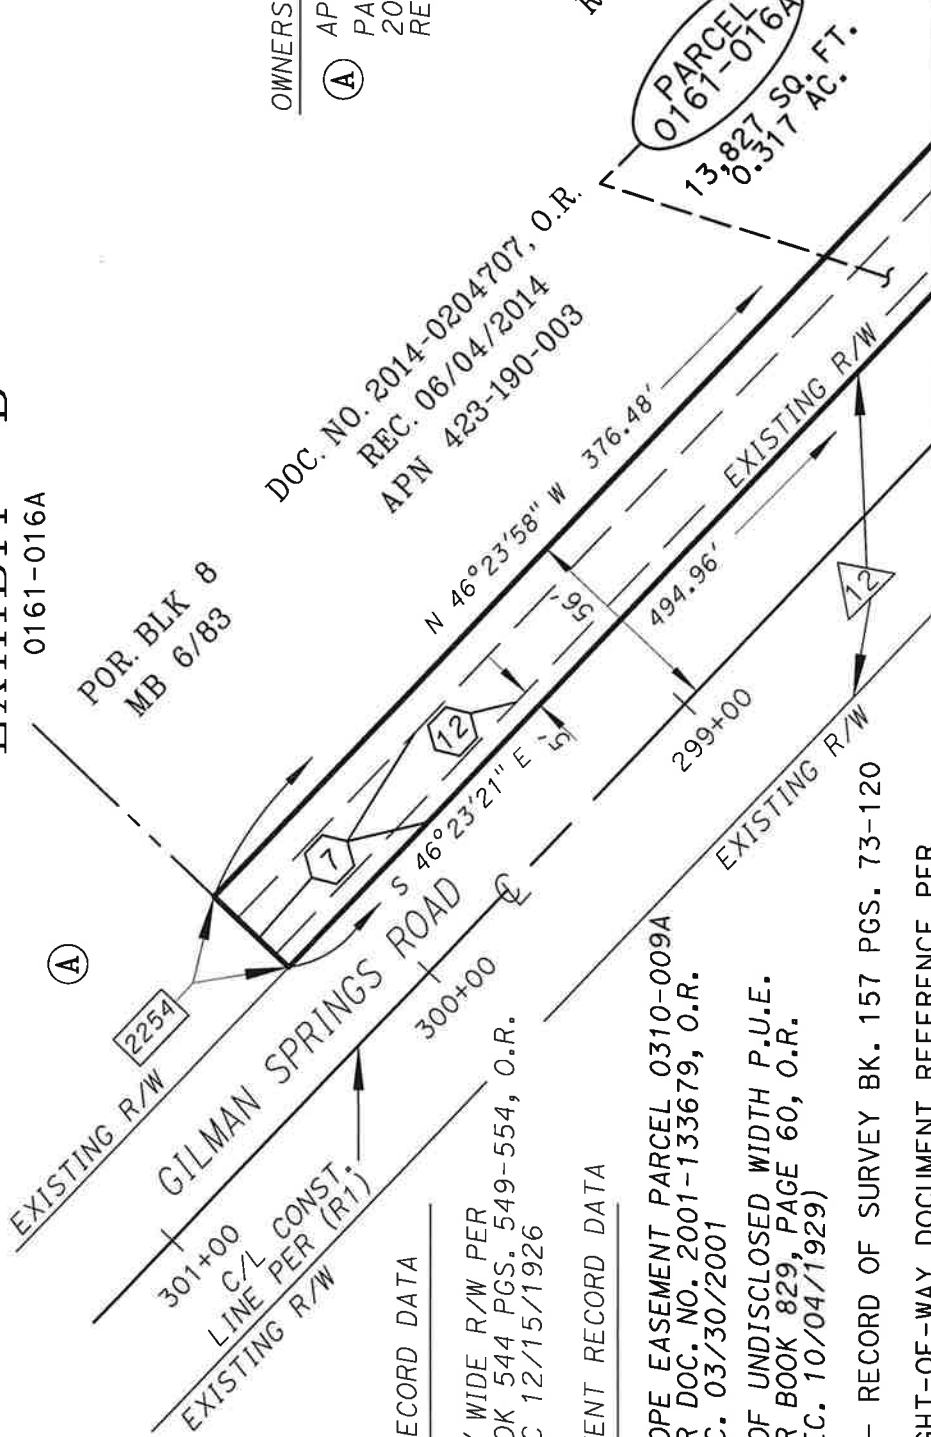 0161-016A
OWNERS
A
AP
PA
20
RE
POR. BLK 8
MB 6/83
DOC. NO. 2014-0204707, O.R.
REC. 06/04/2014
APN 423-190-003
PARCEL
0161-016A
13,827 SQ. FT.
0.317 AC.
A
2254
EXISTING R/W
N 46°23'58" W 376.48'
EXISTING R/W
7
12
56'
S 46°23'21" E 494.96'
5'
GILMAN SPRINGS ROAD
301+00
300+00
299+00
C/L CONST.
LINE PER (R1)
EXISTING R/W
EXISTING R/W
12
ECORD DATA
' WIDE R/W PER
OK 544 PGS. 549-554, O.R.
C 12/15/1926
ENT RECORD DATA
OPE EASEMENT PARCEL 0310-009A
R DOC. NO. 2001-133679, O.R.
C. 03/30/2001
OF UNDISCLOSED WIDTH P.U.E.
R BOOK 829, PAGE 60, O.R.
EC. 10/04/1929)
- RECORD OF SURVEY BK. 157 PGS. 73-120
GHT-OF-WAY DOCUMENT REFERENCE PER